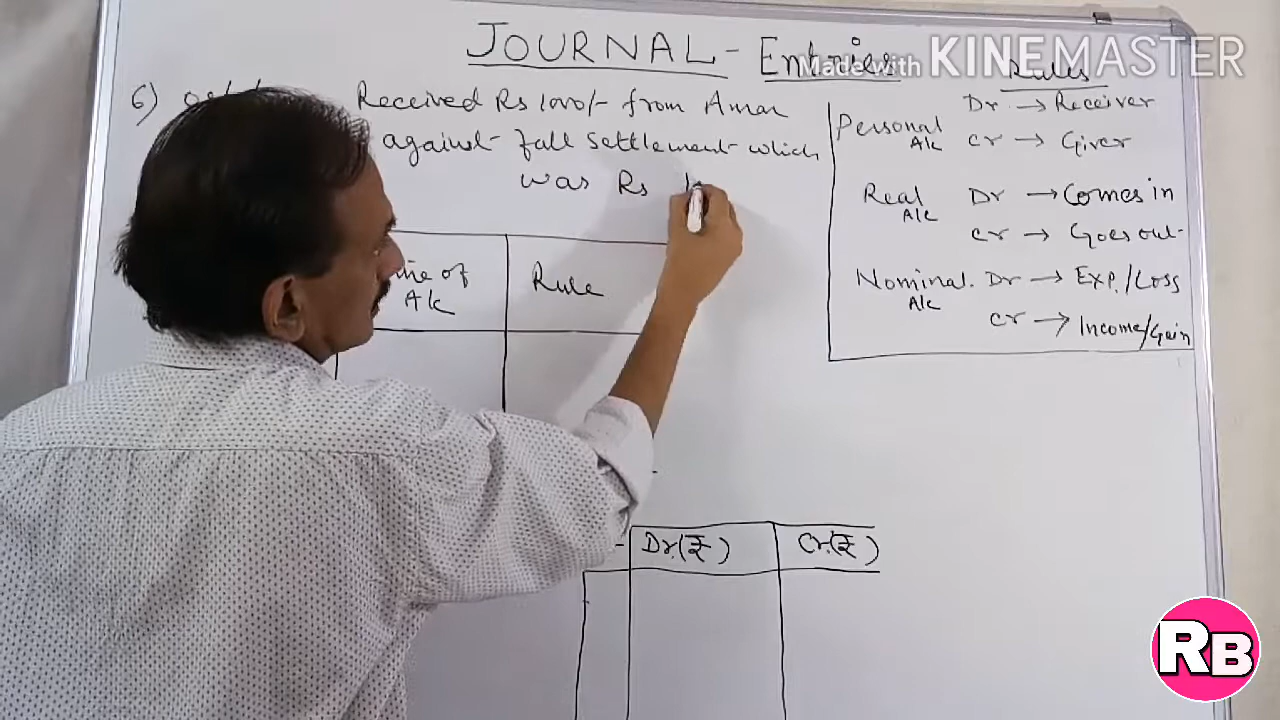 JOURNAL - Entries
Made with KINEMASTER
Rules
6)
Received Rs 1000/- from Aman
against full settlement which
was Rs
Personal A/c Dr → Receiver
Cr → Giver
Real A/c Dr → Comes in
Cr → Goes out
Nominal A/c Dr → Exp./Loss
Cr → Income/Gain
of A/c
Rule
Dr.(₹) Cr.(₹)
RB